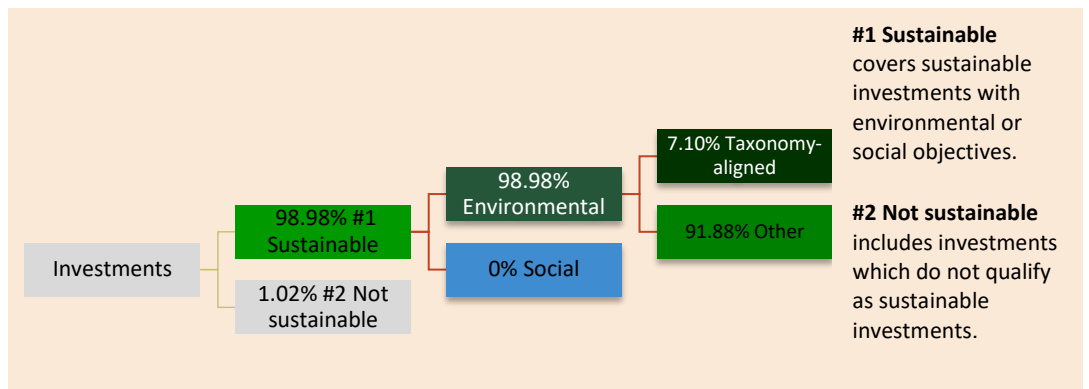 Investments
98.98% #1
Sustainable
1.02% #2 Not
sustainable
98.98%
Environmental
0% Social
7.10% Taxonomy-
aligned
91.88% Other
#1 Sustainable
covers sustainable
investments with
environmental or
social objectives.
#2 Not sustainable
includes investments
which do not qualify
as sustainable
investments.